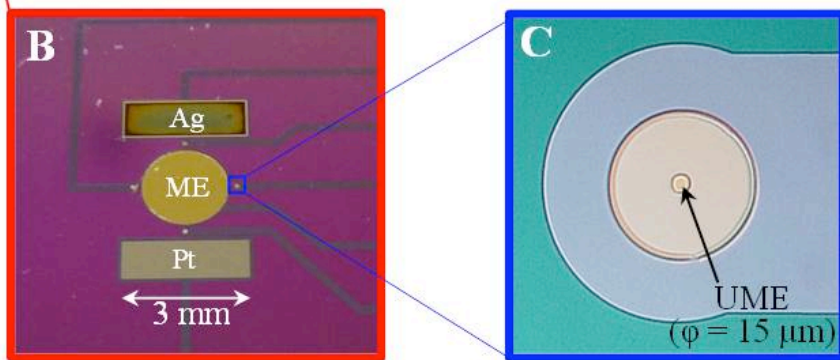 B
Ag
ME
Pt
3 mm
C
UME
(φ = 15 μm)